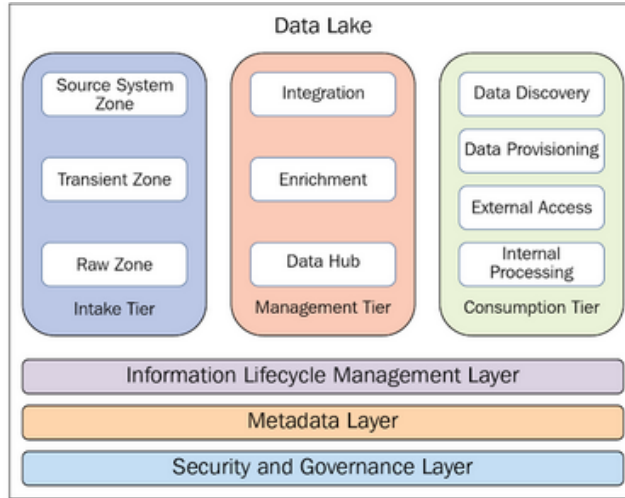 Data Lake
Source System
Zone
Transient Zone
Raw Zone
Intake Tier
Integration
Enrichment
Data Hub
Management Tier
Data Discovery
Data Provisioning
External Access
Internal
Processing
Consumption Tier
Information Lifecycle Management Layer
Metadata Layer
Security and Governance Layer